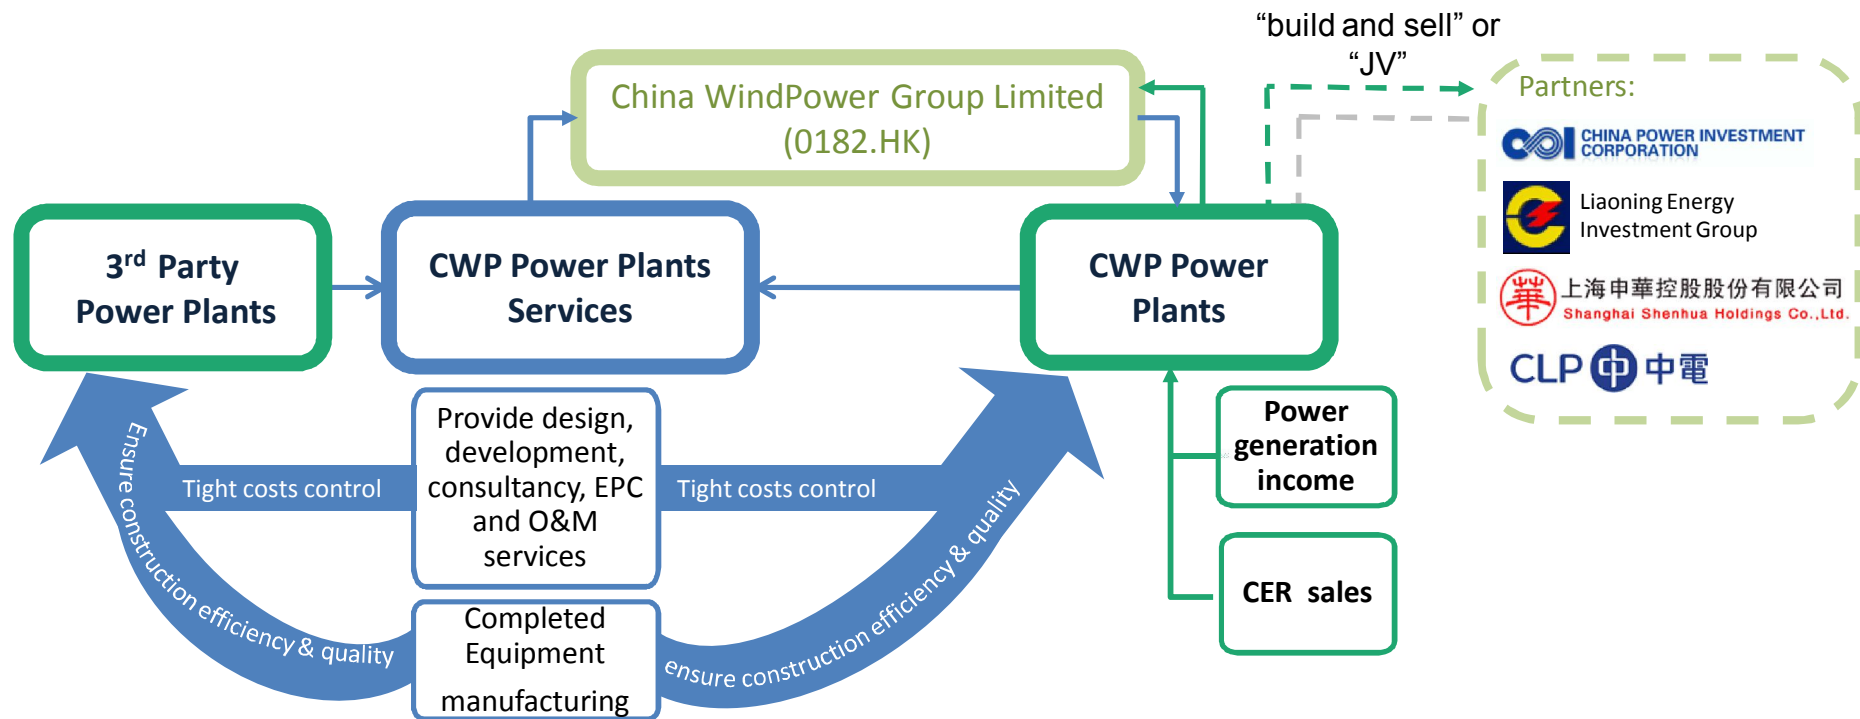 “build and sell” or
“JV”
China WindPower Group Limited
(0182.HK)
Partners:
CHINA POWER INVESTMENT
CORPORATION
Liaoning Energy
Investment Group
上海申華控股股份有限公司
Shanghai Shenhua Holdings Co.,Ltd.
CLP 中電
3rd Party
Power Plants
CWP Power Plants
Services
CWP Power
Plants
Provide design,
development,
consultancy, EPC
and O&M
services
Tight costs control
Tight costs control
Ensure construction efficiency & quality
ensure construction efficiency & quality
Completed
Equipment
manufacturing
Power
generation
income
CER sales